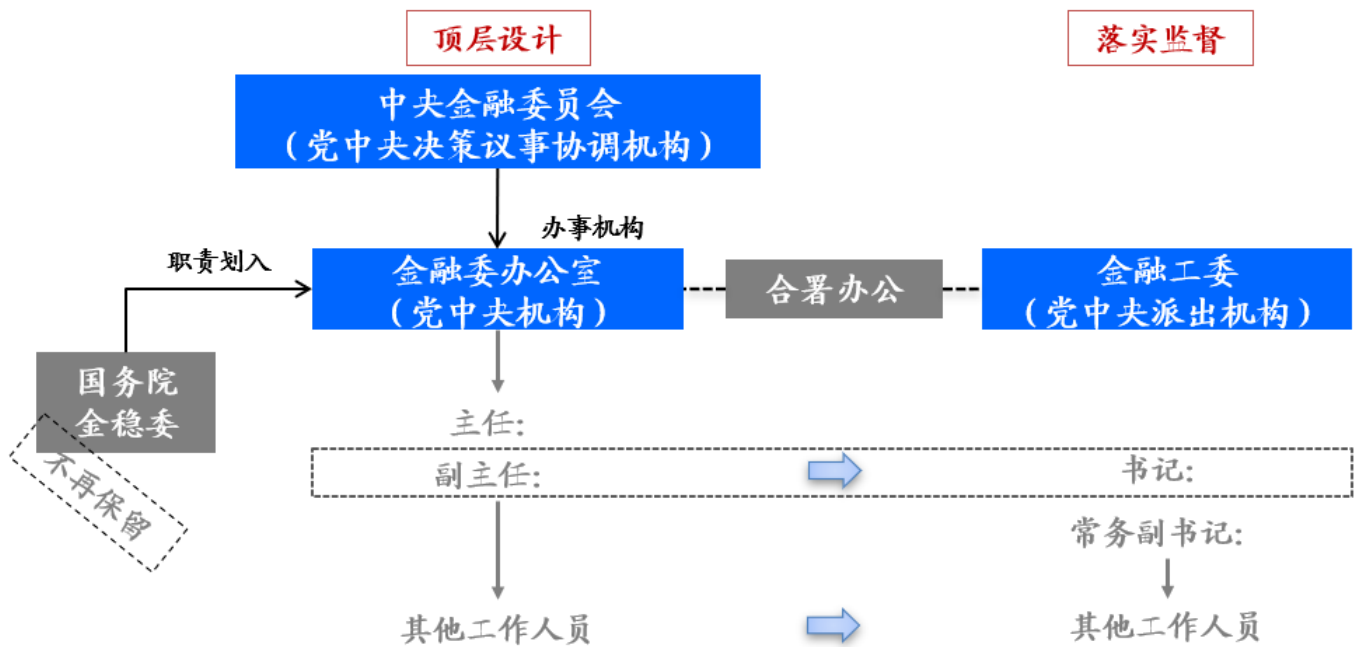 顶层设计
落实监督
中央金融委员会
（党中央决策议事协调机构）
办事机构
职责划入
金融委办公室
（党中央机构）
合署办公
金融工委
（党中央派出机构）
国务院
金稳委
不再保留
主任：
副主任：
书记：
常务副书记：
其他工作人员
其他工作人员